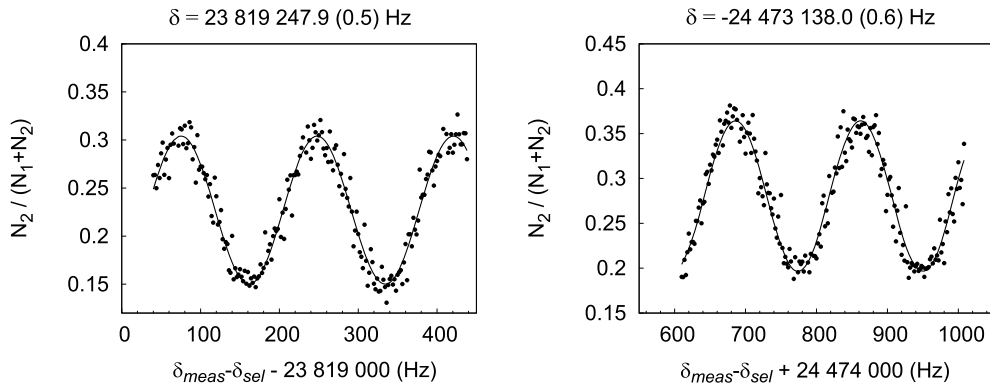 δ = 23 819 247.9 (0.5) Hz
0.4
0.35
0.3
0.25
0.2
0.15
N2 / (N1+N2)
0 100 200 300 400
δmeas-δsel - 23 819 000 (Hz)
δ = -24 473 138.0 (0.6) Hz
0.45
0.4
0.35
0.3
0.25
0.2
0.15
N2 / (N1+N2)
600 700 800 900 1000
δmeas-δsel + 24 474 000 (Hz)